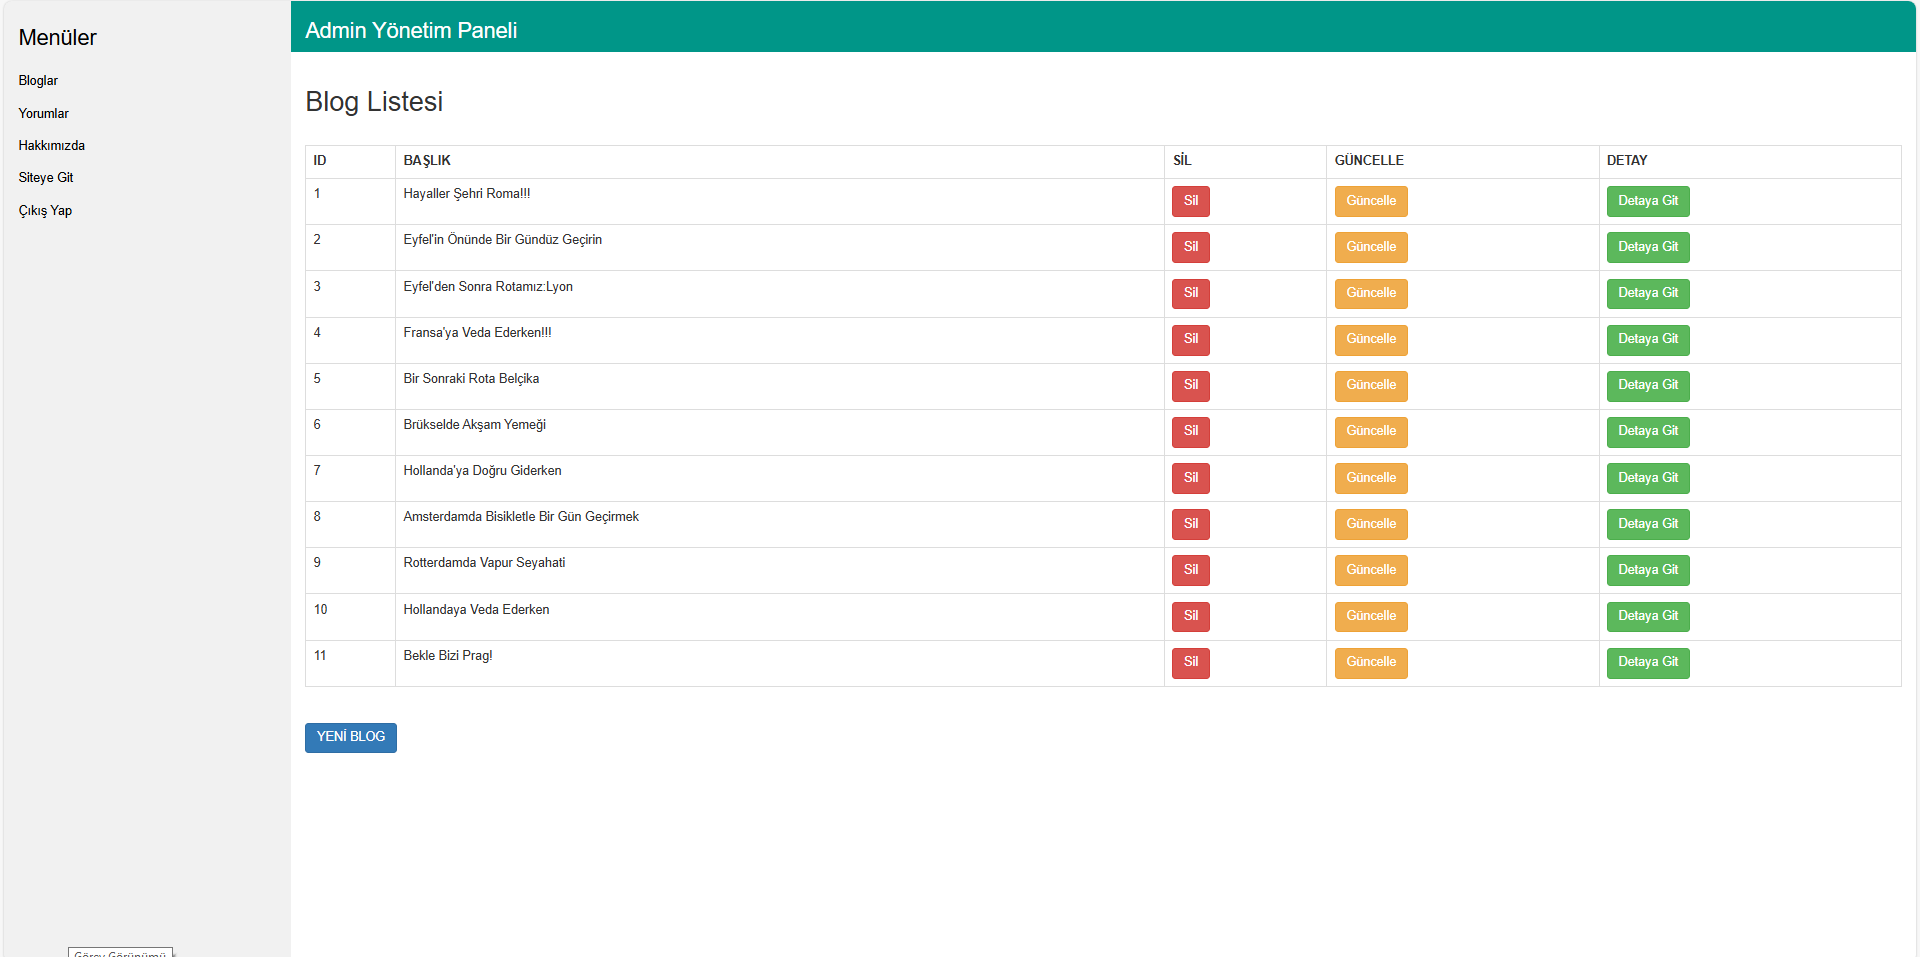 Menüler
Bloglar
Yorumlar
Hakkımızda
Siteye Git
Çıkış Yap
Admin Yönetim Paneli
Blog Listesi
ID BAŞLIK SİL GÜNCELLE DETAY
1 Hayaller Şehri Roma!!! Sil Güncelle Detaya Git
2 Eyfel'in Önünde Bir Gündüz Geçirin Sil Güncelle Detaya Git
3 Eyfel'den Sonra Rotamız:Lyon Sil Güncelle Detaya Git
4 Fransa'ya Veda Ederken!!! Sil Güncelle Detaya Git
5 Bir Sonraki Rota Belçika Sil Güncelle Detaya Git
6 Brükselde Akşam Yemeği Sil Güncelle Detaya Git
7 Hollanda'ya Doğru Giderken Sil Güncelle Detaya Git
8 Amsterdamda Bisikletle Bir Gün Geçirmek Sil Güncelle Detaya Git
9 Rotterdamda Vapur Seyahati Sil Güncelle Detaya Git
10 Hollandaya Veda Ederken Sil Güncelle Detaya Git
11 Bekle Bizi Prag! Sil Güncelle Detaya Git
YENİ BLOG
Görev Görünümü